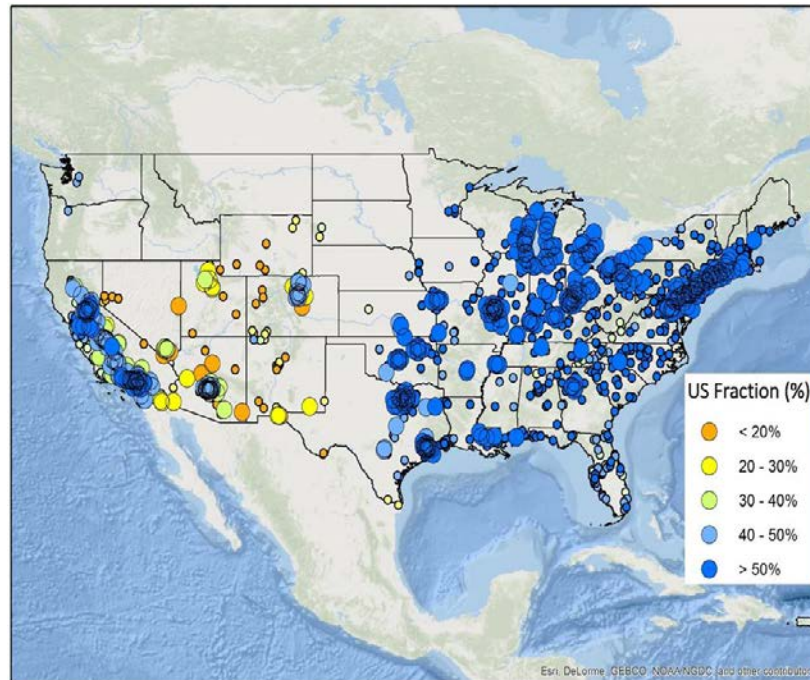 US Fraction (%)
< 20%
20 - 30%
30 - 40%
40 - 50%
> 50%
Esri, DeLorme, GEBCO, NOAA NGDC, and other contributors